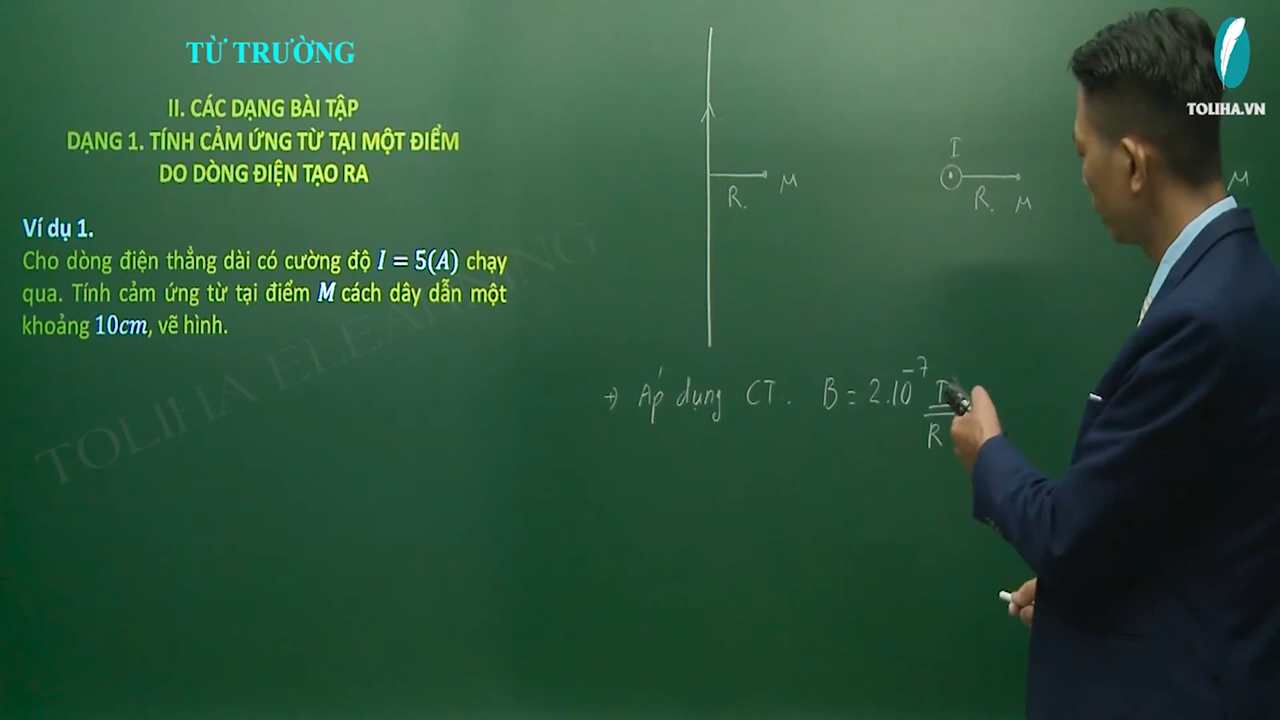 TỪ TRƯỜNG
II. CÁC DẠNG BÀI TẬP
DẠNG 1. TÍNH CẢM ỨNG TỪ TẠI MỘT ĐIỂM
DO DÒNG ĐIỆN TẠO RA
Ví dụ 1.
Cho dòng điện thẳng dài có cường độ I = 5(A) chạy
qua. Tính cảm ứng từ tại điểm M cách dây dẫn một
khoảng 10cm, vẽ hình.
TOLIHA ELEARNING
R.
M
I
R.
M
M
→ Áp dụng CT. B = 2.10⁻⁷ I/R
TOLIHA.VN